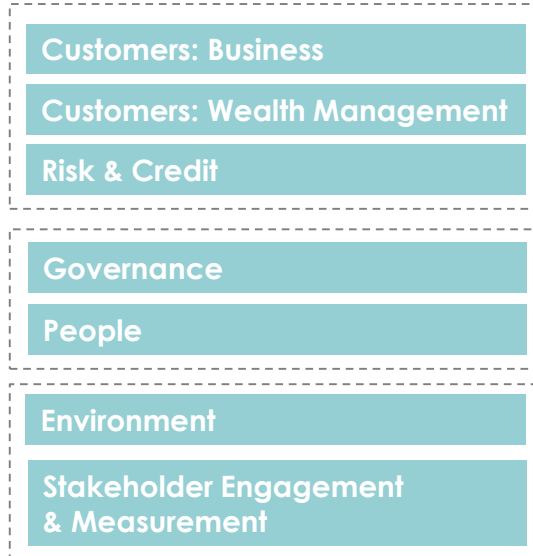 Customers: Business
Customers: Wealth Management
Risk & Credit
Governance
People
Environment
Stakeholder Engagement
& Measurement